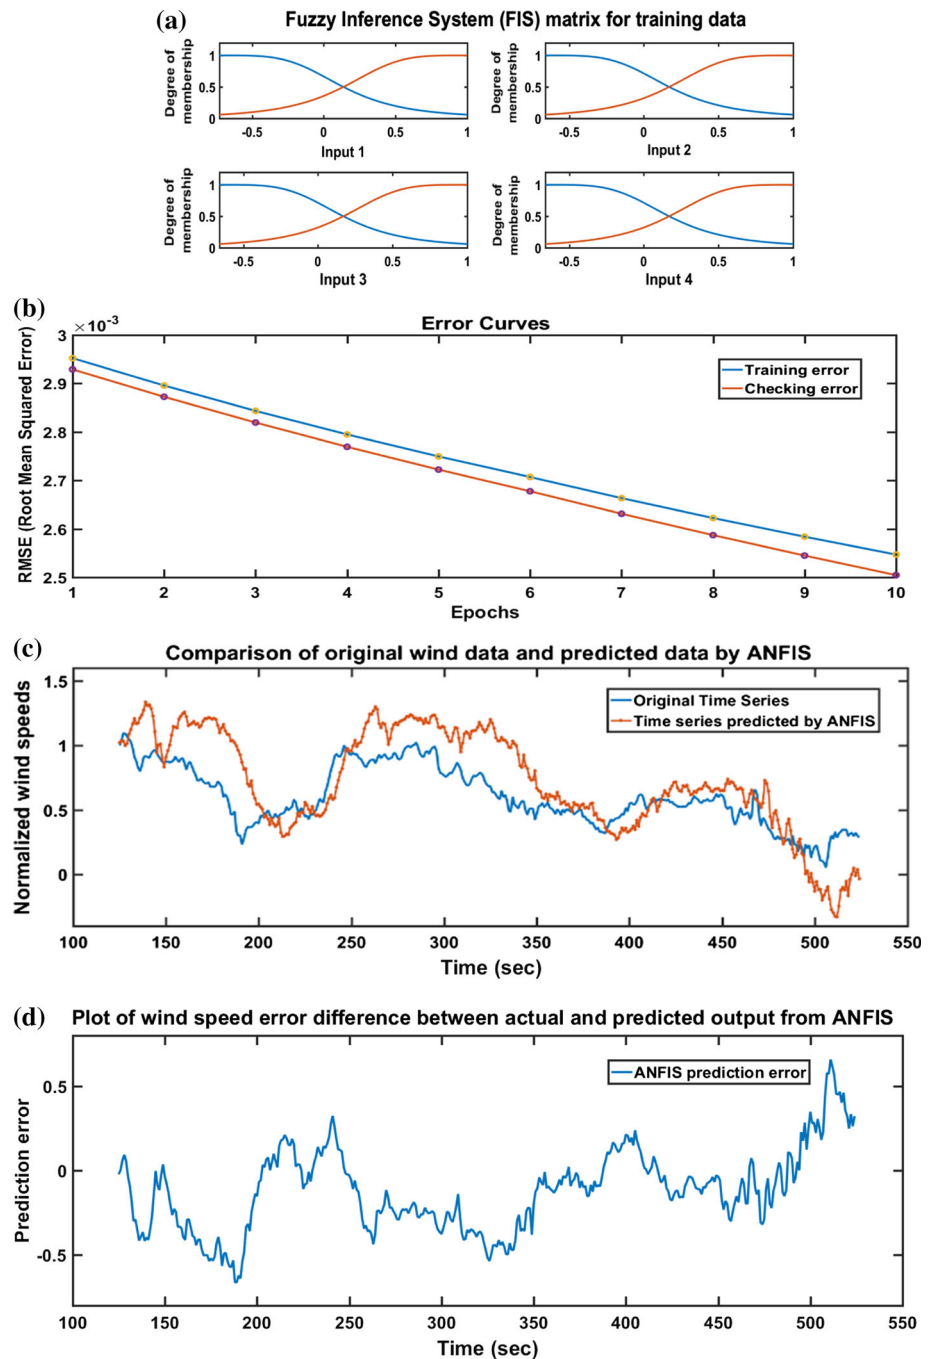 (a)
Fuzzy Inference System (FIS) matrix for training data
Degree of membership
1
0.5
0
-0.5
0
0.5
1
Input 1
Degree of membership
1
0.5
0
-0.5
0
0.5
1
Input 2
Degree of membership
1
0.5
0
-0.5
0
0.5
1
Input 3
Degree of membership
1
0.5
0
-0.5
0
0.5
1
Input 4
(b)
×10-3
Error Curves
RMSE (Root Mean Squared Error)
3
2.9
2.8
2.7
2.6
2.5
Training error
Checking error
1 2 3 4 5 6 7 8 9 10
Epochs
(c)
Comparison of original wind data and predicted data by ANFIS
Normalized wind speeds
1.5
1
0.5
0
Original Time Series
Time series predicted by ANFIS
100 150 200 250 300 350 400 450 500 550
Time (sec)
(d)
Plot of wind speed error difference between actual and predicted output from ANFIS
Prediction error
0.5
0
-0.5
ANFIS prediction error
100 150 200 250 300 350 400 450 500 550
Time (sec)